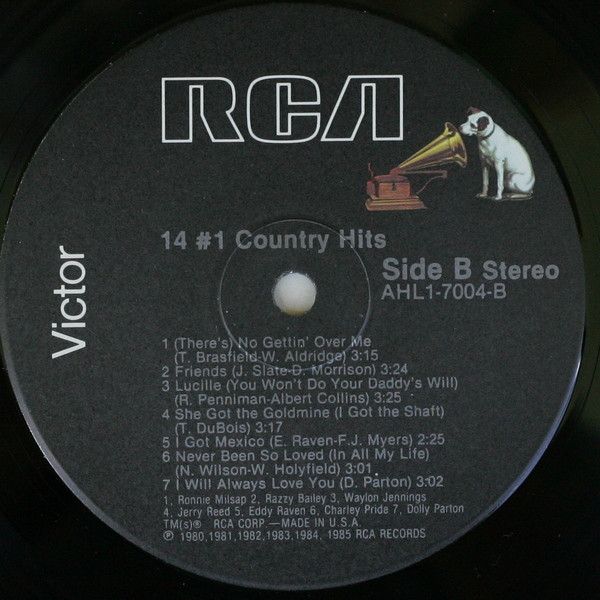 RCA
Victor
14 #1 Country Hits
Side B Stereo
AHL1-7004-B
1 (There's) No Gettin' Over Me
(T. Brasfield-W. Aldridge) 3:15
2 Friends (J. Slate-D. Morrison) 3:24
3 Lucille (You Won't Do Your Daddy's Will)
(R. Penniman-Albert Collins) 3:25
4 She Got the Goldmine (I Got the Shaft)
(T. DuBois) 3:17
5 I Got Mexico (E. Raven-F.J. Myers) 2:25
6 Never Been So Loved (In All My Life)
(N. Wilson-W. Holyfield) 3:01
7 I Will Always Love You (D. Parton) 3:02
1, Ronnie Milsap 2, Razzy Bailey 3, Waylon Jennings
4, Jerry Reed 5, Eddy Raven 6, Charley Pride 7, Dolly Parton
TM(s)® RCA CORP.—MADE IN U.S.A.
℗ 1980,1981,1982,1983,1984, 1985 RCA RECORDS